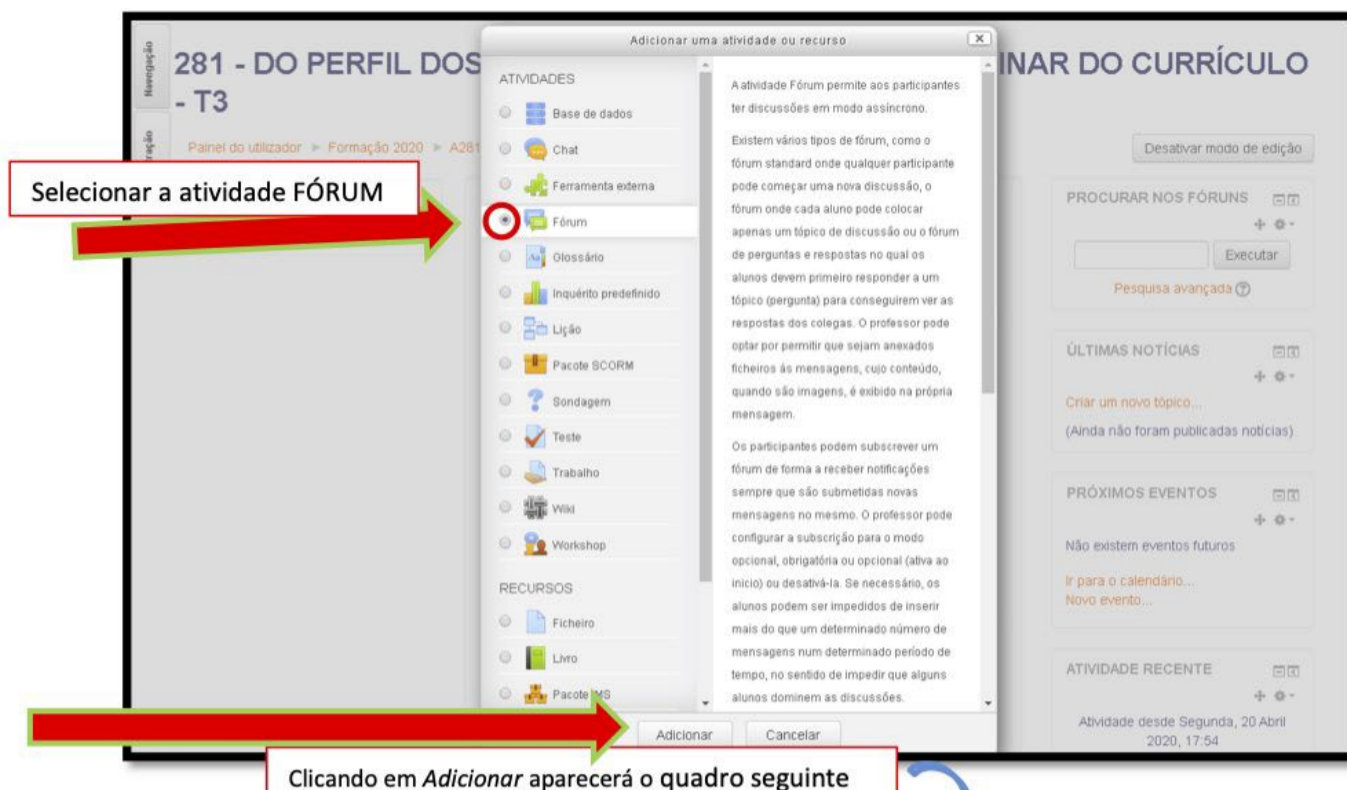 Adicionar uma atividade ou recurso
Navegação
281 - DO PERFIL DOS
INAR DO CURRÍCULO
- T3
Painel do utilizador ► Formação 2020 ► A281
Desativar modo de edição
Selecionar a atividade FÓRUM
ATIVIDADES
Base de dados
Chat
Ferramenta externa
Fórum
Glossário
Inquérito predefinido
Lição
Pacote SCORM
Sondagem
Teste
Trabalho
Wiki
Workshop
RECURSOS
Ficheiro
Livro
Pacote IMS
A atividade Fórum permite aos participantes
ter discussões em modo assíncrono.
Existem vários tipos de fórum, como o
fórum standard onde qualquer participante
pode começar uma nova discussão, o
fórum onde cada aluno pode colocar
apenas um tópico de discussão ou o fórum
de perguntas e respostas no qual os
alunos devem primeiro responder a um
tópico (pergunta) para conseguirem ver as
respostas dos colegas. O professor pode
optar por permitir que sejam anexados
ficheiros ás mensagens, cujo conteúdo,
quando são imagens, é exibido na própria
mensagem.
Os participantes podem subscrever um
fórum de forma a receber notificações
sempre que são submetidas novas
mensagens no mesmo. O professor pode
configurar a subscrição para o modo
opcional, obrigatória ou opcional (ativa ao
inicio) ou desativá-la. Se necessário, os
alunos podem ser impedidos de inserir
mais do que um determinado número de
mensagens num determinado período de
tempo, no sentido de impedir que alguns
alunos dominem as discussões.
PROCURAR NOS FÓRUNS
Executar
Pesquisa avançada
ÚLTIMAS NOTÍCIAS
Criar um novo tópico...
(Ainda não foram publicadas notícias)
PRÓXIMOS EVENTOS
Não existem eventos futuros
Ir para o calendário...
Novo evento...
ATIVIDADE RECENTE
Atividade desde Segunda, 20 Abril
2020, 17:54
Adicionar
Cancelar
Clicando em Adicionar aparecerá o quadro seguinte